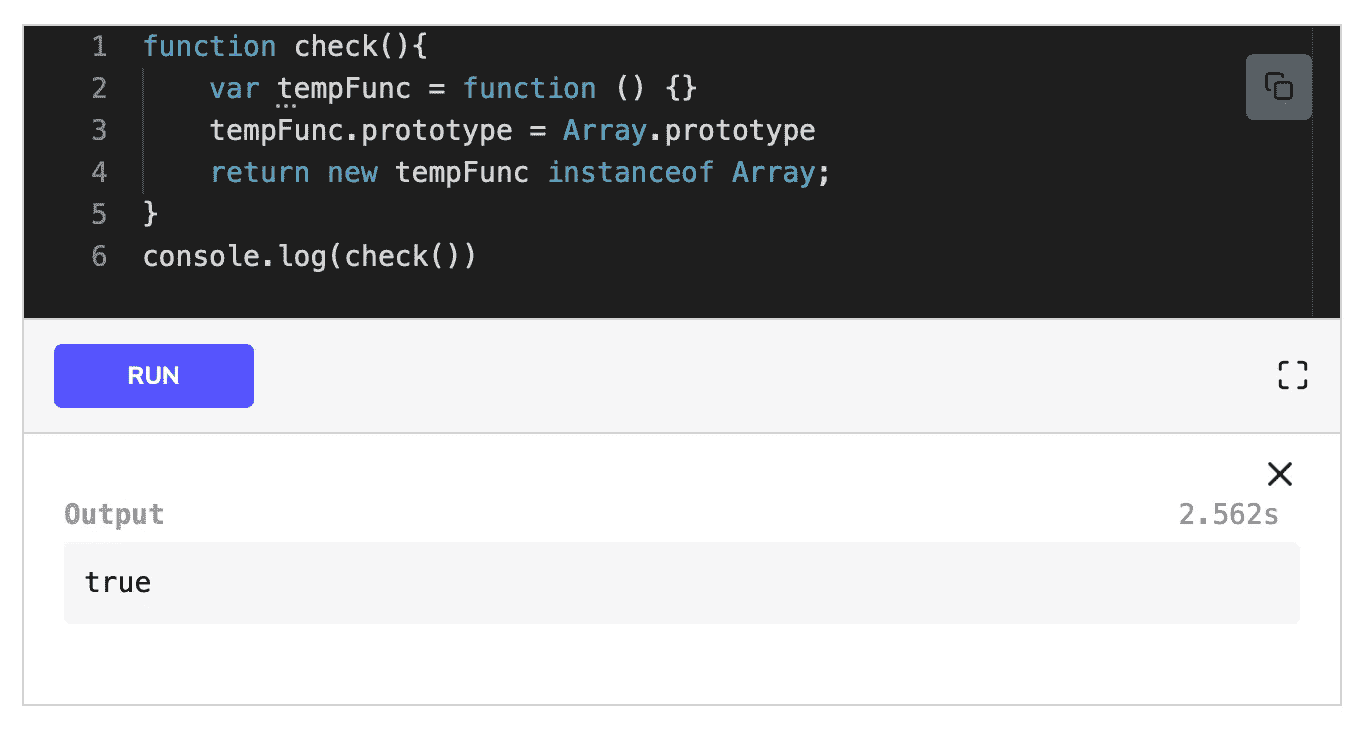 1 function check(){
2 var tempFunc = function () {}
3 tempFunc.prototype = Array.prototype
4 return new tempFunc instanceof Array;
5 }
6 console.log(check())
RUN
Output 2.562s
true